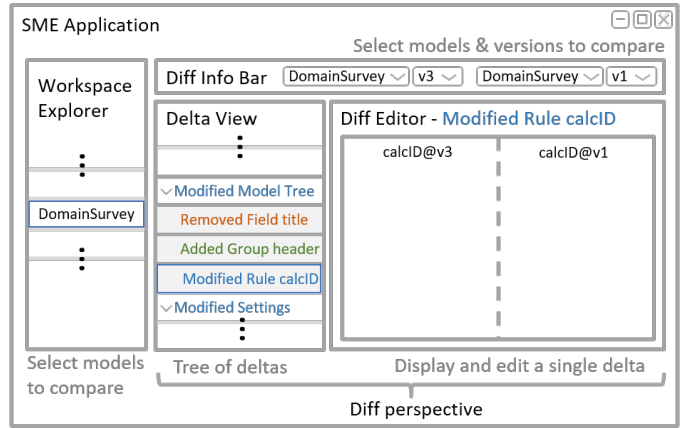 SME Application
Select models & versions to compare
Workspace
Explorer
DomainSurvey
Select models
to compare
Diff Info Bar DomainSurvey v3 DomainSurvey v1
Delta View
Modified Model Tree
Removed Field title
Added Group header
Modified Rule calcID
Modified Settings
Tree of deltas
Diff Editor - Modified Rule calcID
calcID@v3 calcID@v1
Display and edit a single delta
Diff perspective